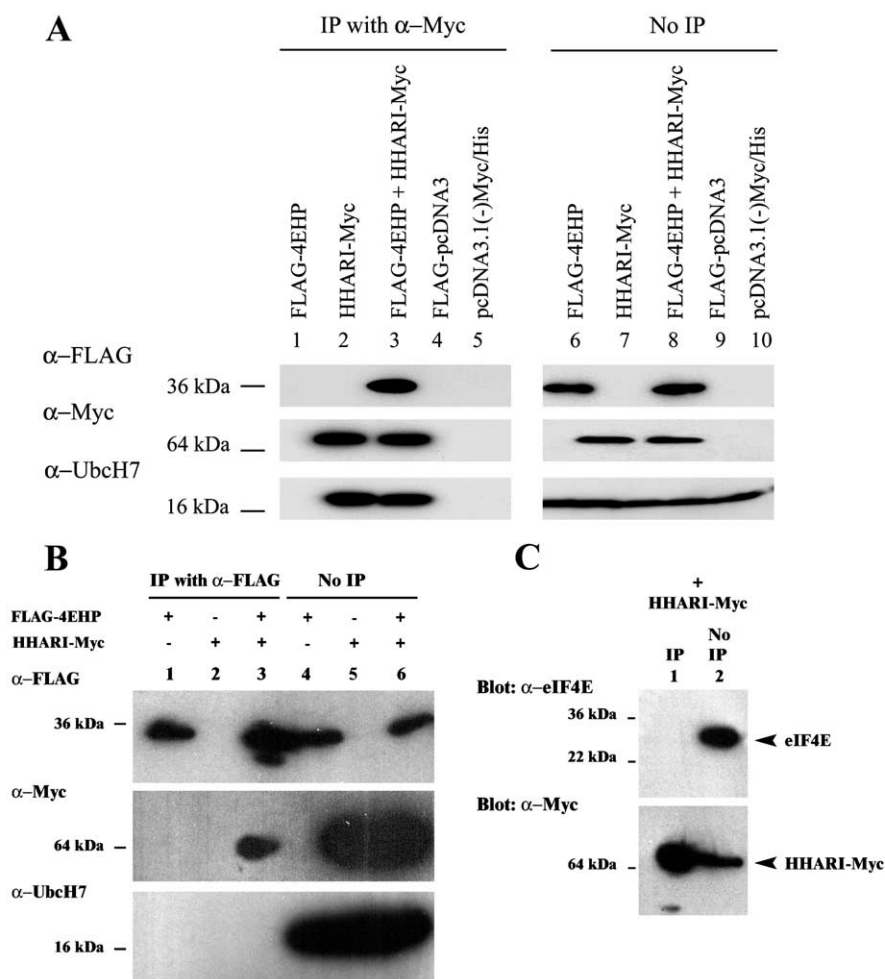 A
IP with α–Myc
No IP
FLAG-4EHP
HHARI-Myc
FLAG-4EHP + HHARI-Myc
FLAG-pcDNA3
pcDNA3.1(-)Myc/His
FLAG-4EHP
HHARI-Myc
FLAG-4EHP + HHARI-Myc
FLAG-pcDNA3
pcDNA3.1(-)Myc/His
1 2 3 4 5 6 7 8 9 10
α–FLAG
36 kDa
α–Myc
64 kDa
α–UbcH7
16 kDa
B
IP with α–FLAG No IP
FLAG-4EHP + - + + - +
HHARI-Myc - + + - + +
α–FLAG 1 2 3 4 5 6
36 kDa
α–Myc
64 kDa
α–UbcH7
16 kDa
C
+
HHARI-Myc
IP
No
IP
1 2
Blot: α–eIF4E
36 kDa
eIF4E
22 kDa
Blot: α–Myc
64 kDa
HHARI-Myc